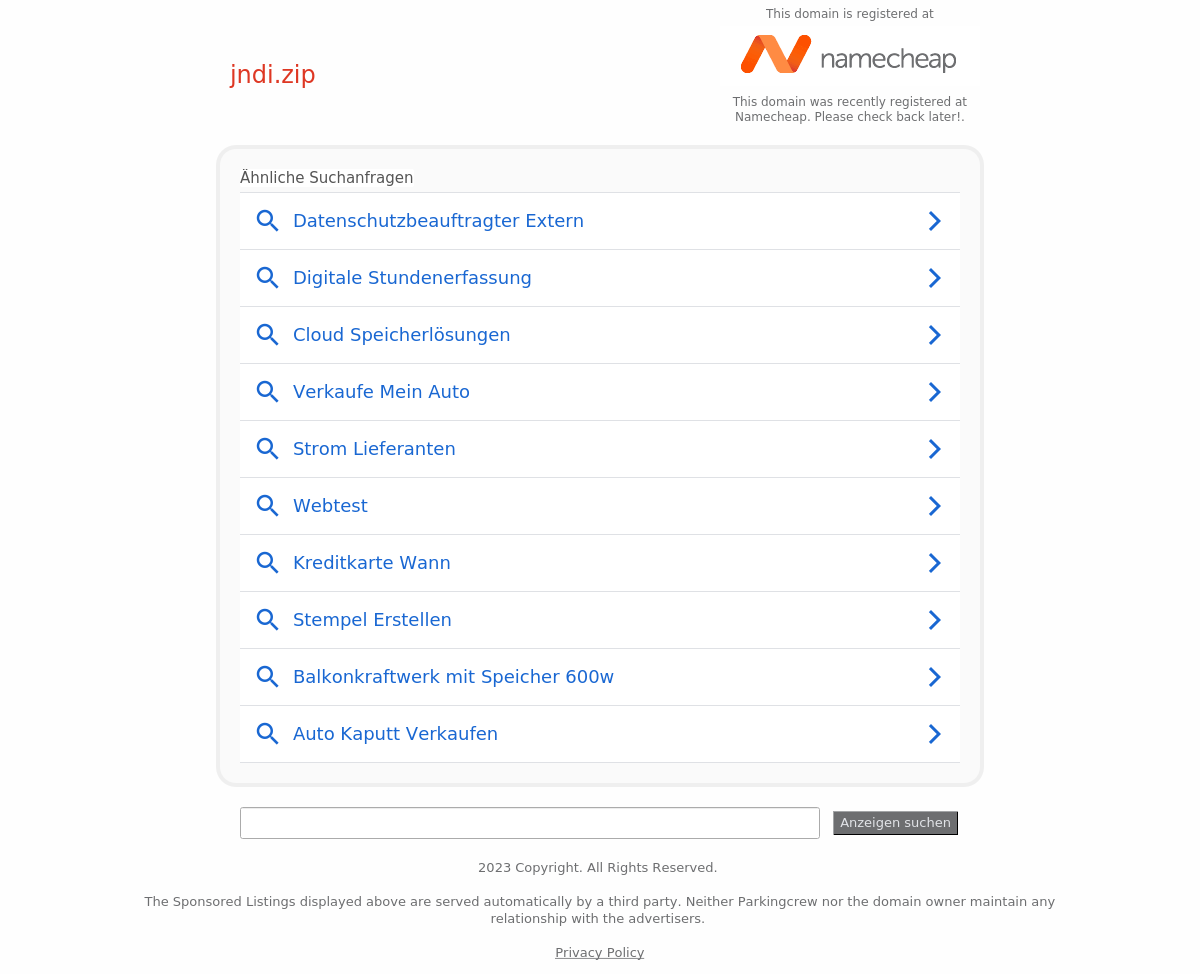 This domain is registered at
namecheap
jndi.zip
This domain was recently registered at
Namecheap. Please check back later!.
Ähnliche Suchanfragen
Datenschutzbeauftragter Extern
Digitale Stundenerfassung
Cloud Speicherlösungen
Verkaufe Mein Auto
Strom Lieferanten
Webtest
Kreditkarte Wann
Stempel Erstellen
Balkonkraftwerk mit Speicher 600w
Auto Kaputt Verkaufen
Anzeigen suchen
2023 Copyright. All Rights Reserved.
The Sponsored Listings displayed above are served automatically by a third party. Neither Parkingcrew nor the domain owner maintain any
relationship with the advertisers.
Privacy Policy